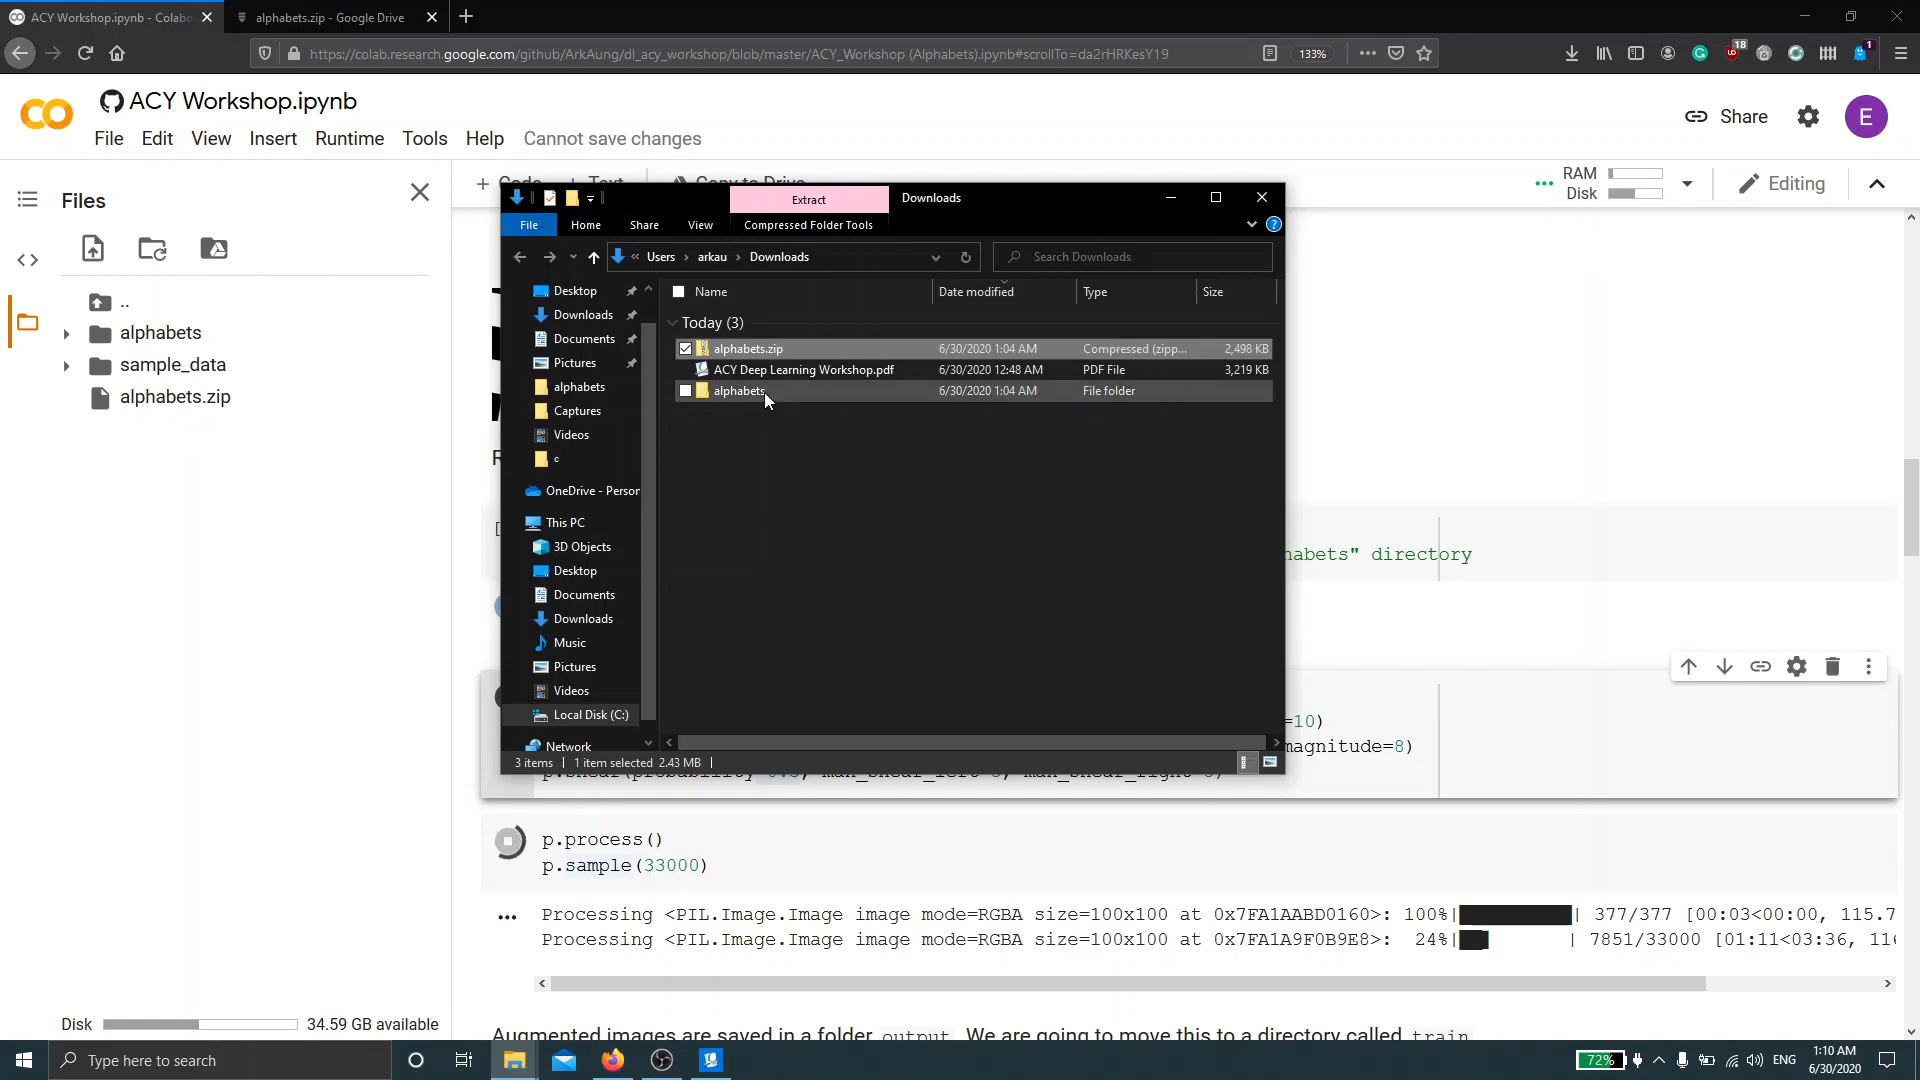 ACY Workshop.ipynb - Colabo
alphabets.zip - Google Drive
https://colab.research.google.com/github/ArkAung/dl_acy_workshop/blob/master/ACY_Workshop (Alphabets).ipynb#scrollTo=da2rHRKesY19
133%
18
1
ACY Workshop.ipynb
File Edit View Insert Runtime Tools Help Cannot save changes
Share
E
Files
+ Code + Text Copy to Drive
RAM
Disk
Editing
..
alphabets
sample_data
alphabets.zip
Extract
Downloads
File Home Share View Compressed Folder Tools
« Users › arkau › Downloads
Search Downloads
Desktop
Downloads
Documents
Pictures
alphabets
Captures
Videos
c
OneDrive - Person
This PC
3D Objects
Desktop
Documents
Downloads
Music
Pictures
Videos
Local Disk (C:)
Network
Name Date modified Type Size
Today (3)
alphabets.zip 6/30/2020 1:04 AM Compressed (zipp... 2,498 KB
ACY Deep Learning Workshop.pdf 6/30/2020 12:48 AM PDF File 3,219 KB
alphabets 6/30/2020 1:04 AM File folder
3 items 1 item selected 2.43 MB
habets" directory
=10)
magnitude=8)
p.process()
p.sample(33000)
Processing <PIL.Image.Image image mode=RGBA size=100x100 at 0x7FA1AABD0160>: 100%| | 377/377 [00:03<00:00, 115.7
Processing <PIL.Image.Image image mode=RGBA size=100x100 at 0x7FA1A9F0B9E8>: 24%| | 7851/33000 [01:11<03:36, 116
Augmented images are saved in a folder output. We are going to move this to a directory called train
Disk 34.59 GB available
Type here to search
72%
ENG
1:10 AM
6/30/2020